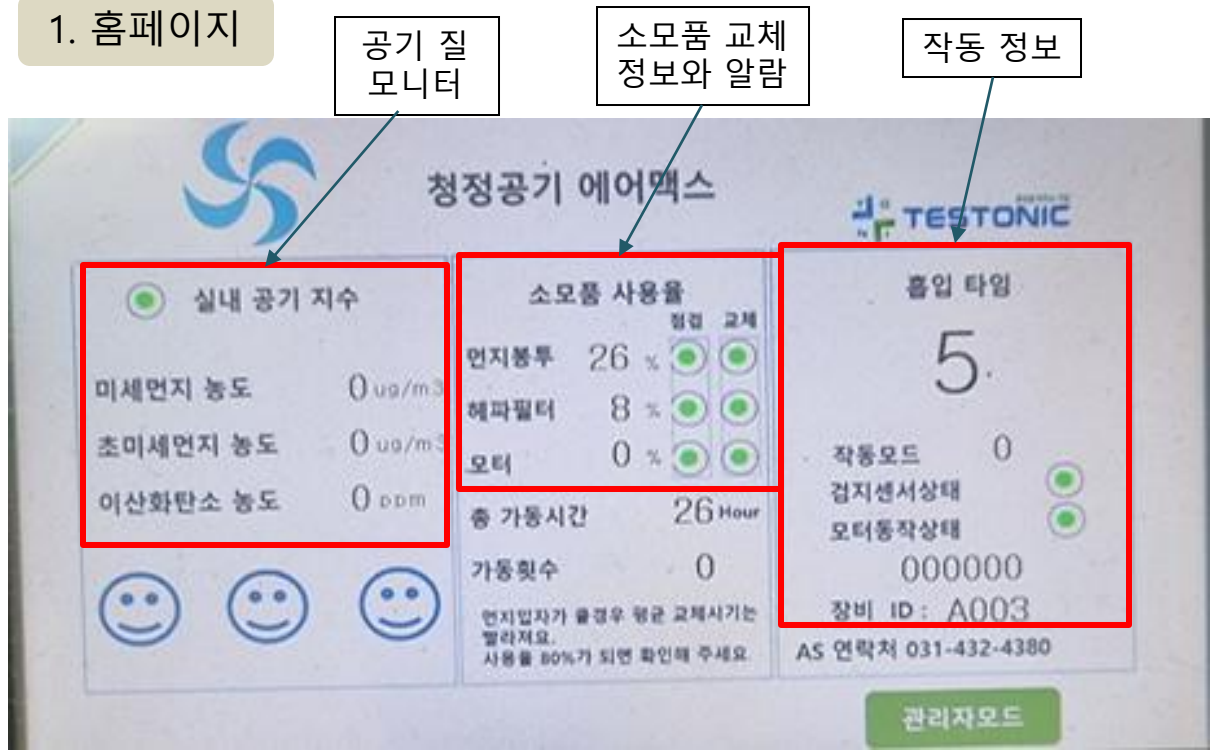 1. 홈페이지
공기 질
모니터
소모품 교체
정보와 알람
작동 정보
청정공기 에어맥스
TESTONIC
실내 공기 지수
미세먼지 농도 0 ug/m3
초미세먼지 농도 0 ug/m3
이산화탄소 농도 0 ppm
소모품 사용율
점검 교체
먼지봉투 26 %
헤파필터 8 %
모터 0 %
총 가동시간 26 Hour
가동횟수 0
먼지입자가 클경우 평균 교체시기는
빨라져요.
사용율 80%가 되면 확인해 주세요
흡입 타임
5
작동모드 0
검지센서상태
모터동작상태
000000
장비 ID : A003
AS 연락처 031-432-4380
관리자모드